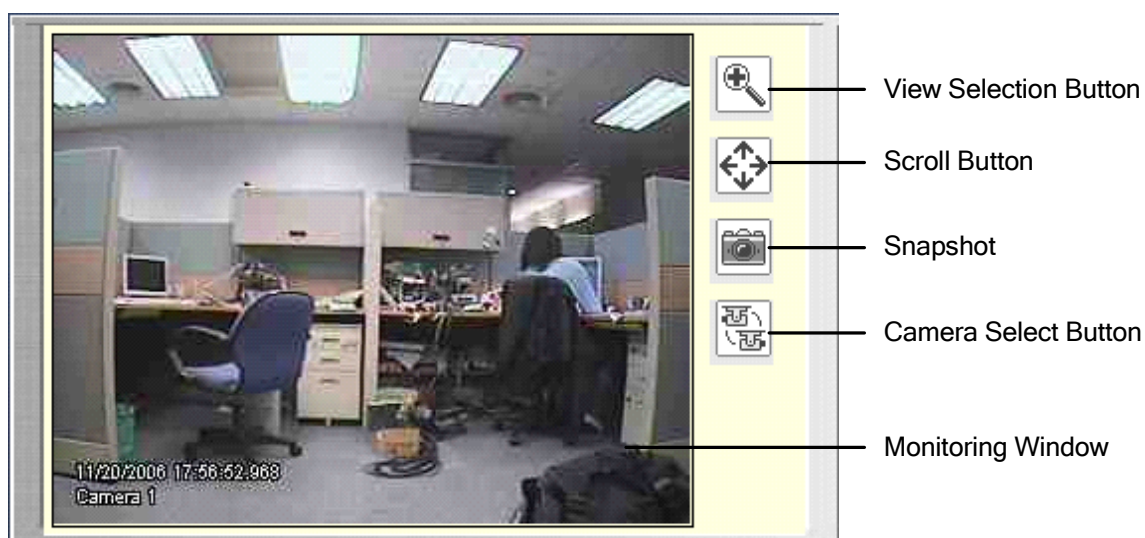 View Selection Button
Scroll Button
Snapshot
Camera Select Button
Monitoring Window
11/20/2006 17:56:52.968
Camera 1